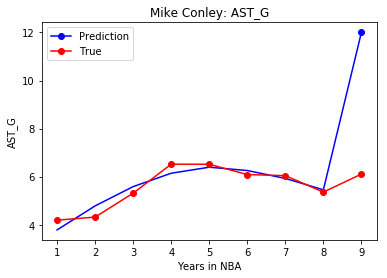 Mike Conley: AST_G
Prediction
True
AST_G
12
10
8
6
4
1 2 3 4 5 6 7 8 9
Years in NBA